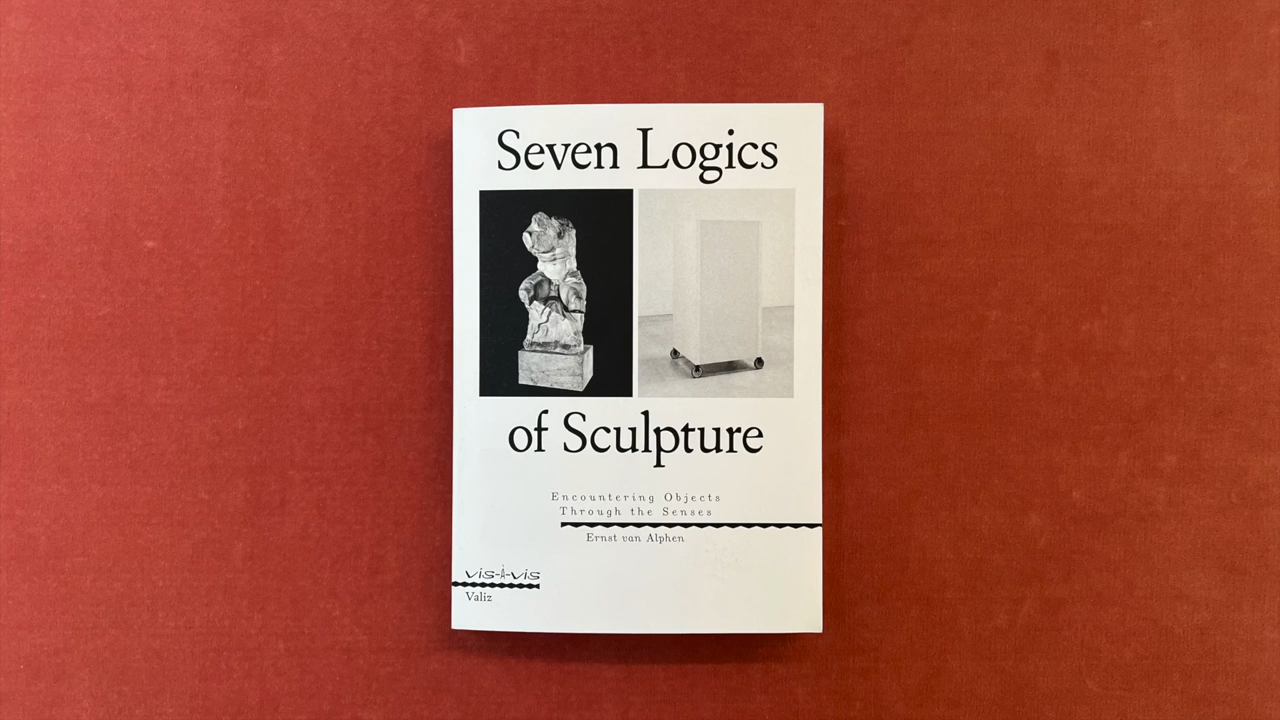 Seven Logics
of Sculpture
Encountering Objects
Through the Senses
Ernst van Alphen
vis-à-vis
Valiz